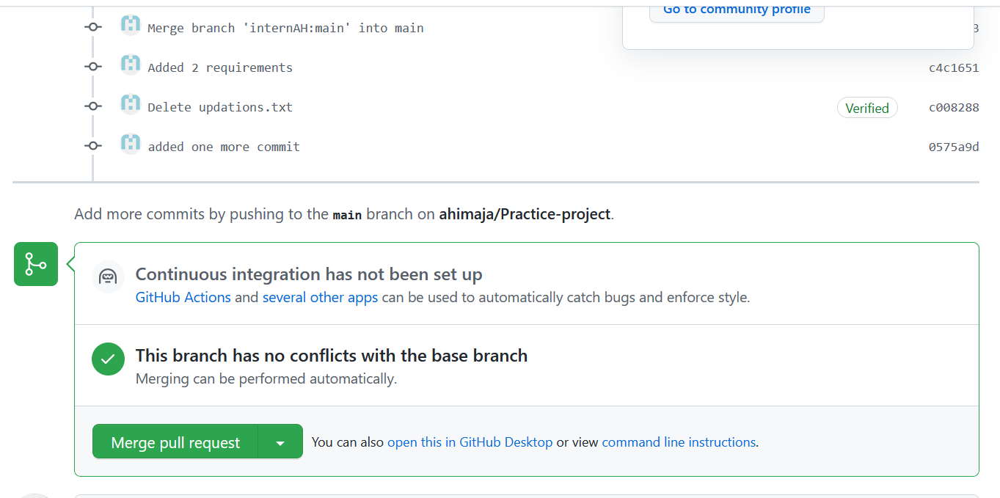 Go to community profile
Merge branch 'internAH:main' into main
Added 2 requirements c4c1651
Delete updations.txt Verified c008288
added one more commit 0575a9d
Add more commits by pushing to the main branch on ahimaja/Practice-project.
Continuous integration has not been set up
GitHub Actions and several other apps can be used to automatically catch bugs and enforce style.
This branch has no conflicts with the base branch
Merging can be performed automatically.
Merge pull request You can also open this in GitHub Desktop or view command line instructions.